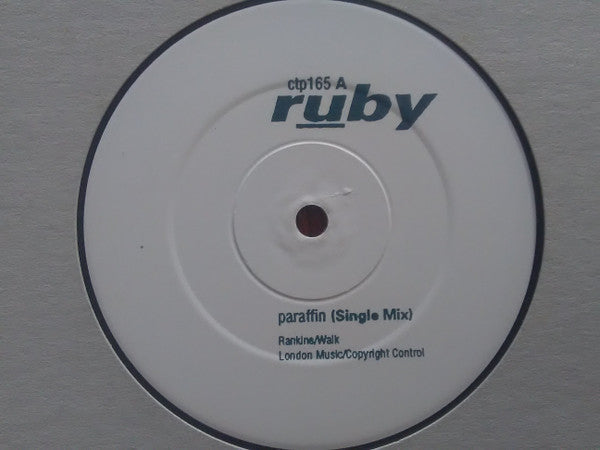 ctp165 A
ruby
paraffin (Single Mix)
Rankine/Walk
London Music/Copyright Control